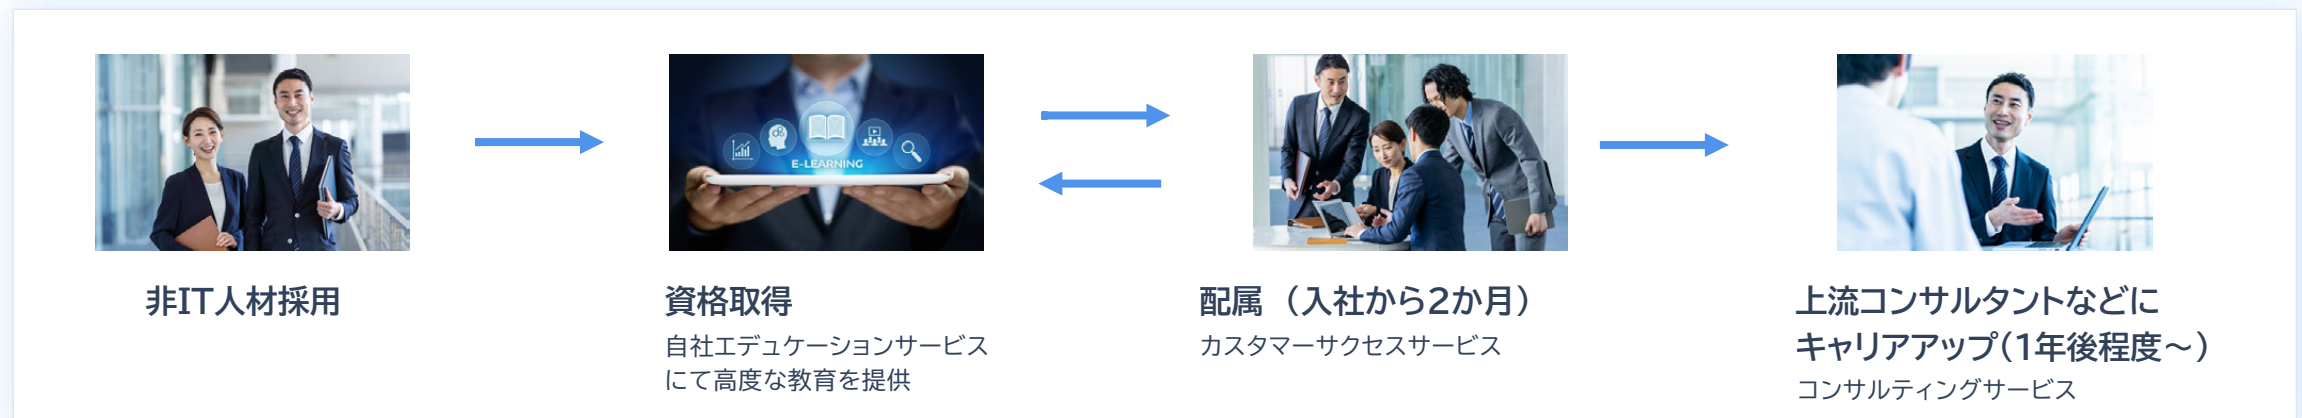 E-LEARNING
非IT人材採用
資格取得
自社エデュケーションサービス
にて高度な教育を提供
配属 （入社から2か月）
カスタマーサクセスサービス
上流コンサルタントなどに
キャリアアップ（1年後程度～）
コンサルティングサービス